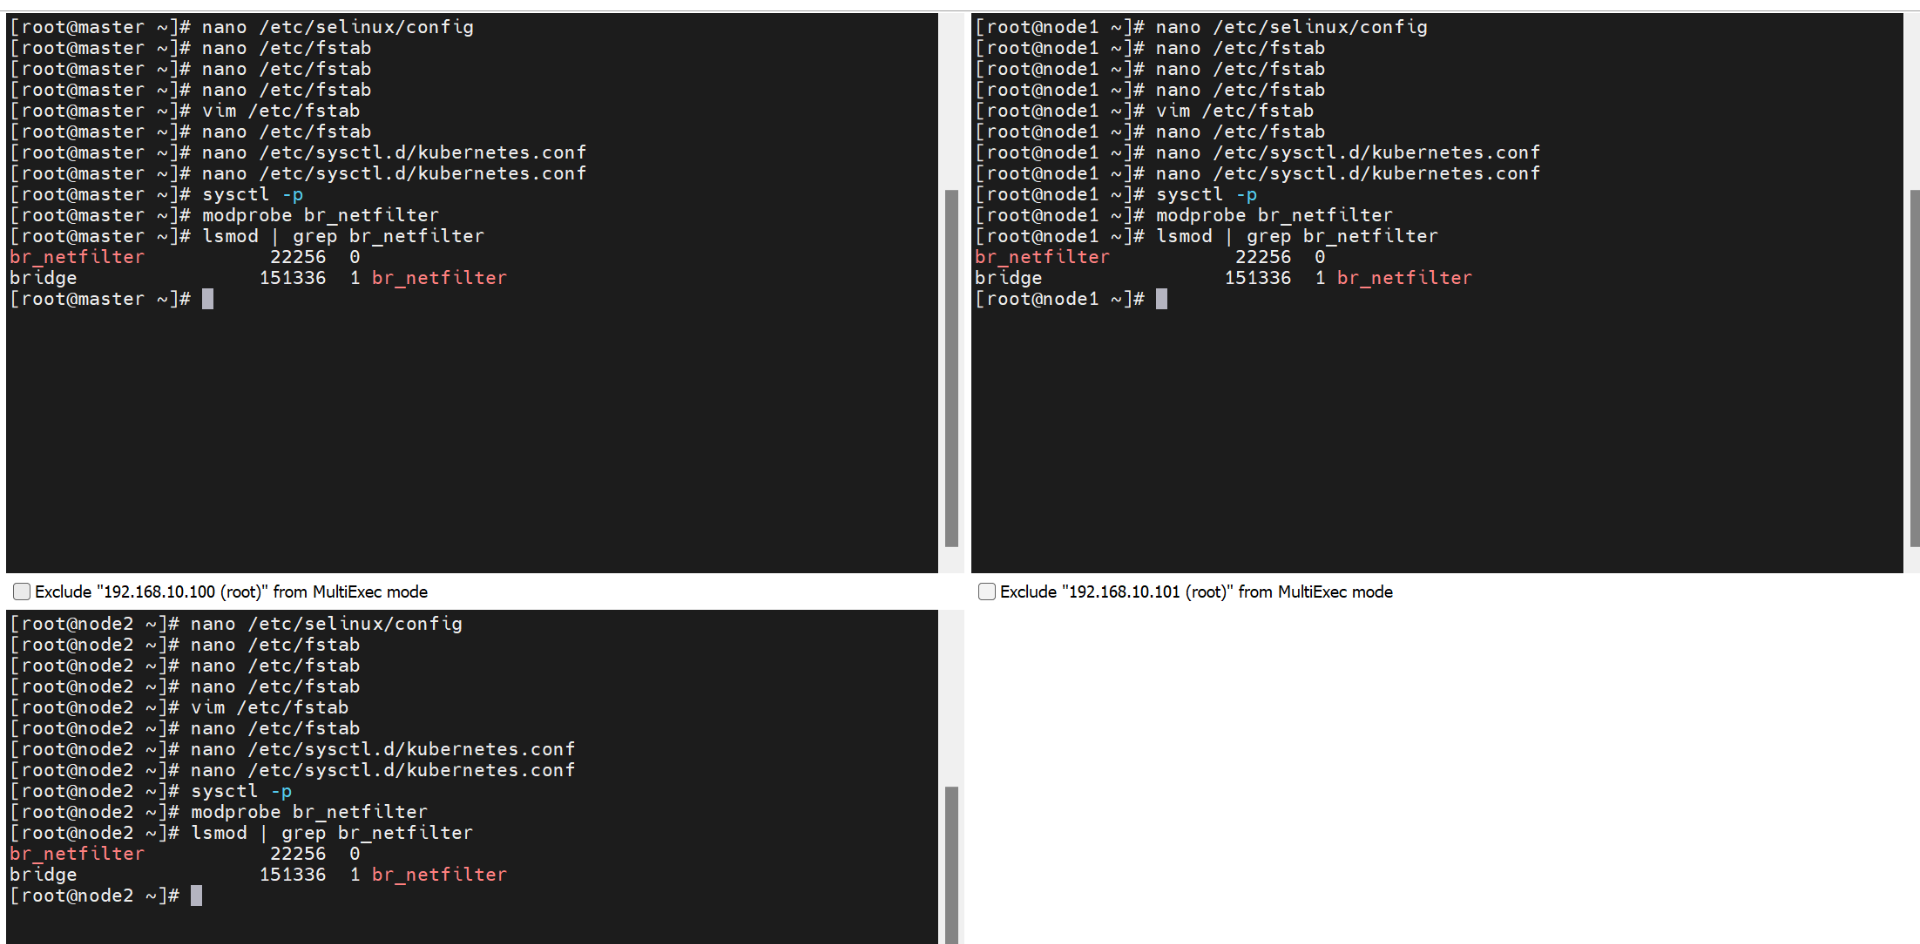 [root@master ~]# nano /etc/selinux/config
[root@master ~]# nano /etc/fstab
[root@master ~]# nano /etc/fstab
[root@master ~]# nano /etc/fstab
[root@master ~]# vim /etc/fstab
[root@master ~]# nano /etc/fstab
[root@master ~]# nano /etc/sysctl.d/kubernetes.conf
[root@master ~]# nano /etc/sysctl.d/kubernetes.conf
[root@master ~]# sysctl -p
[root@master ~]# modprobe br_netfilter
[root@master ~]# lsmod | grep br_netfilter
br_netfilter           22256  0
bridge                151336  1 br_netfilter
[root@master ~]#
Exclude "192.168.10.100 (root)" from MultiExec mode
[root@node1 ~]# nano /etc/selinux/config
[root@node1 ~]# nano /etc/fstab
[root@node1 ~]# nano /etc/fstab
[root@node1 ~]# nano /etc/fstab
[root@node1 ~]# vim /etc/fstab
[root@node1 ~]# nano /etc/fstab
[root@node1 ~]# nano /etc/sysctl.d/kubernetes.conf
[root@node1 ~]# nano /etc/sysctl.d/kubernetes.conf
[root@node1 ~]# sysctl -p
[root@node1 ~]# modprobe br_netfilter
[root@node1 ~]# lsmod | grep br_netfilter
br_netfilter           22256  0
bridge                151336  1 br_netfilter
[root@node1 ~]#
Exclude "192.168.10.101 (root)" from MultiExec mode
[root@node2 ~]# nano /etc/selinux/config
[root@node2 ~]# nano /etc/fstab
[root@node2 ~]# nano /etc/fstab
[root@node2 ~]# nano /etc/fstab
[root@node2 ~]# vim /etc/fstab
[root@node2 ~]# nano /etc/fstab
[root@node2 ~]# nano /etc/sysctl.d/kubernetes.conf
[root@node2 ~]# nano /etc/sysctl.d/kubernetes.conf
[root@node2 ~]# sysctl -p
[root@node2 ~]# modprobe br_netfilter
[root@node2 ~]# lsmod | grep br_netfilter
br_netfilter           22256  0
bridge                151336  1 br_netfilter
[root@node2 ~]#